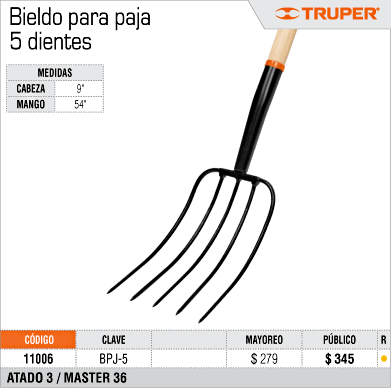 Bieldo para paja
5 dientes
TRUPER®
MEDIDAS
CABEZA 9"
MANGO 54"
CÓDIGO CLAVE MAYOREO PÚBLICO R
11006 BPJ-5 $ 279 $ 345
ATADO 3 / MASTER 36